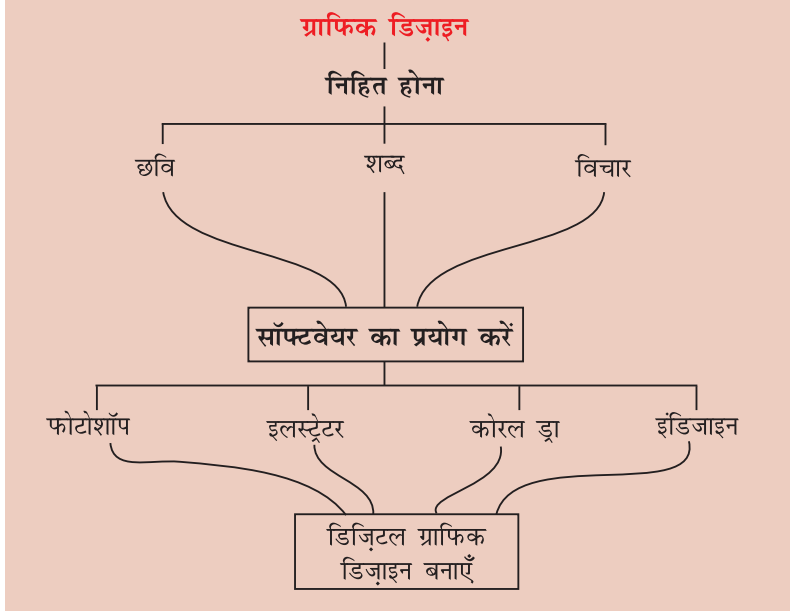 ग्राफिक डिज़ाइन
निहित होना
छवि
शब्द
विचार
सॉफ्टवेयर का प्रयोग करें
फोटोशॉप
इलस्ट्रेटर
कोरल ड्रा
इंडिजाइन
डिज़िटल ग्राफिक
डिज़ाइन बनाएँ